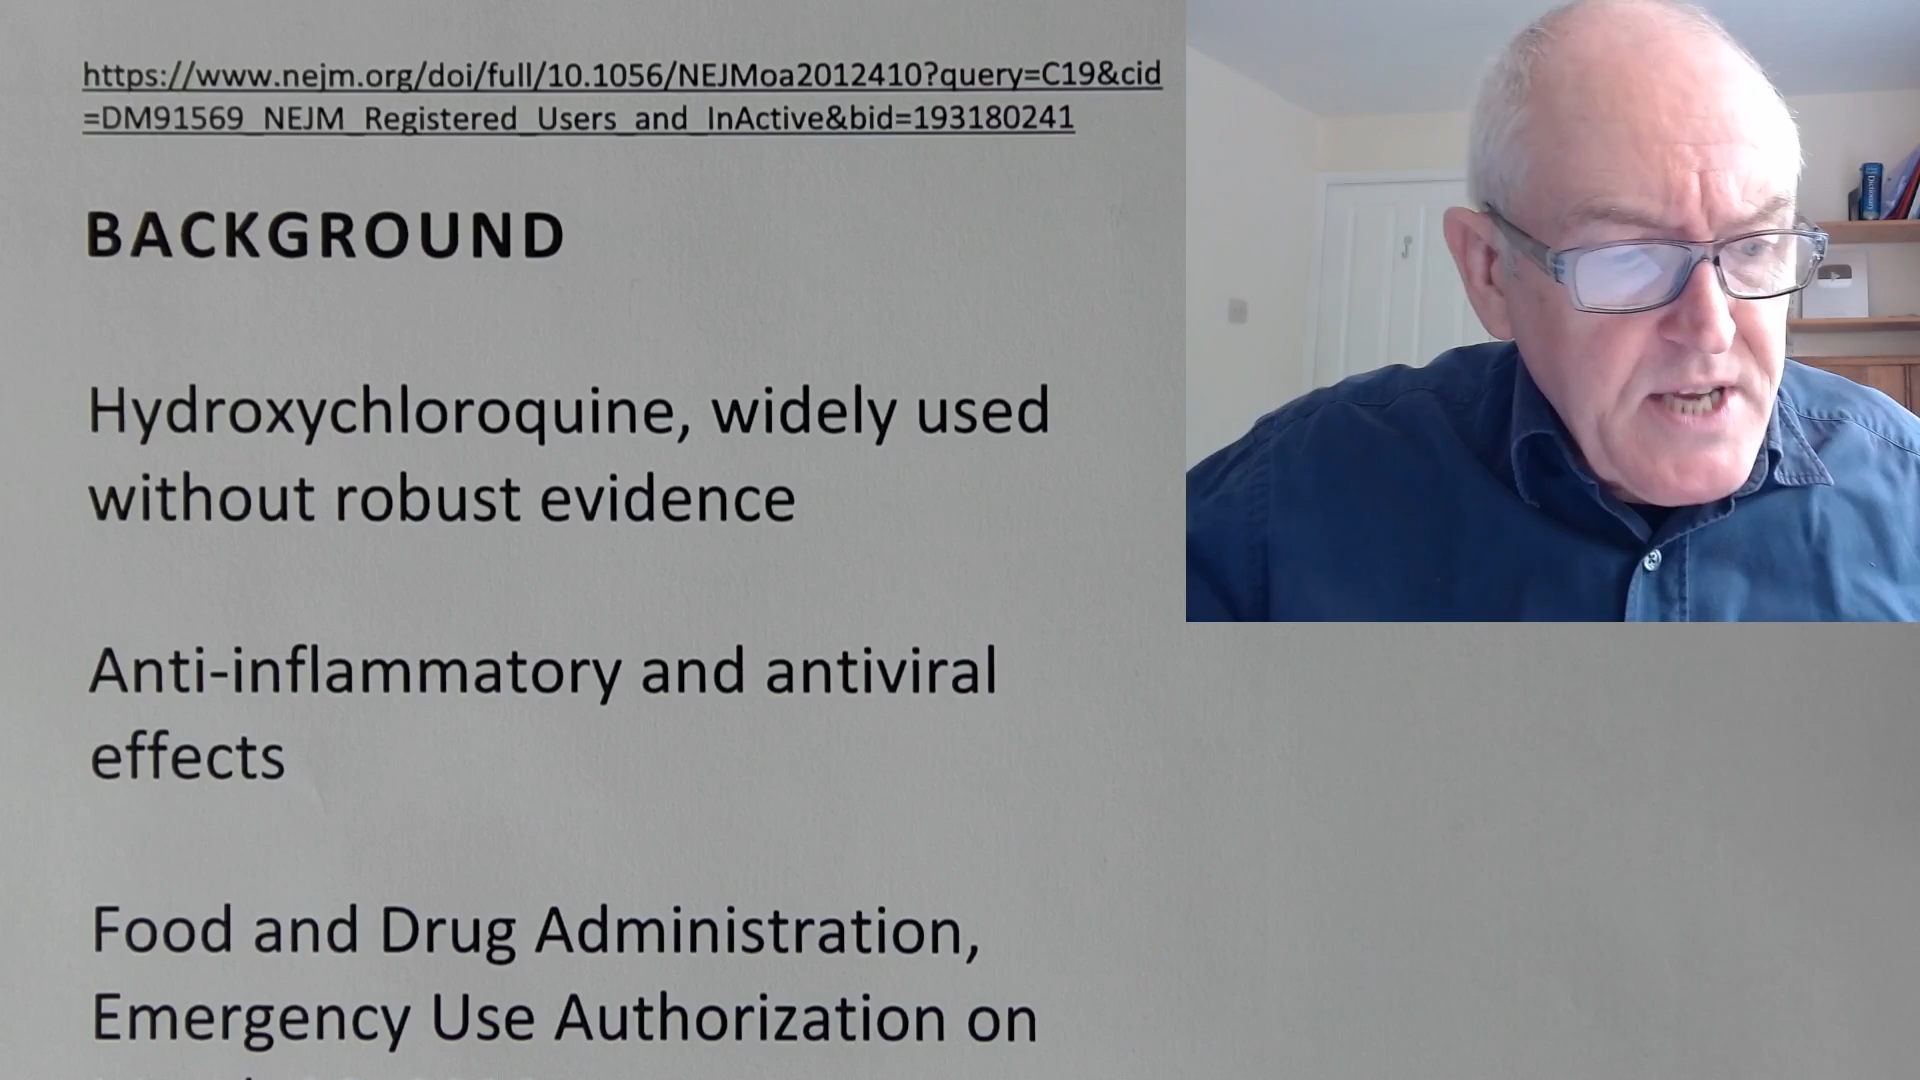 https://www.nejm.org/doi/full/10.1056/NEJMoa2012410?query=C19&cid
=DM91569_NEJM_Registered_Users_and_InActive&bid=193180241
BACKGROUND
Hydroxychloroquine, widely used
without robust evidence
Anti-inflammatory and antiviral
effects
Food and Drug Administration,
Emergency Use Authorization on
Dictionary